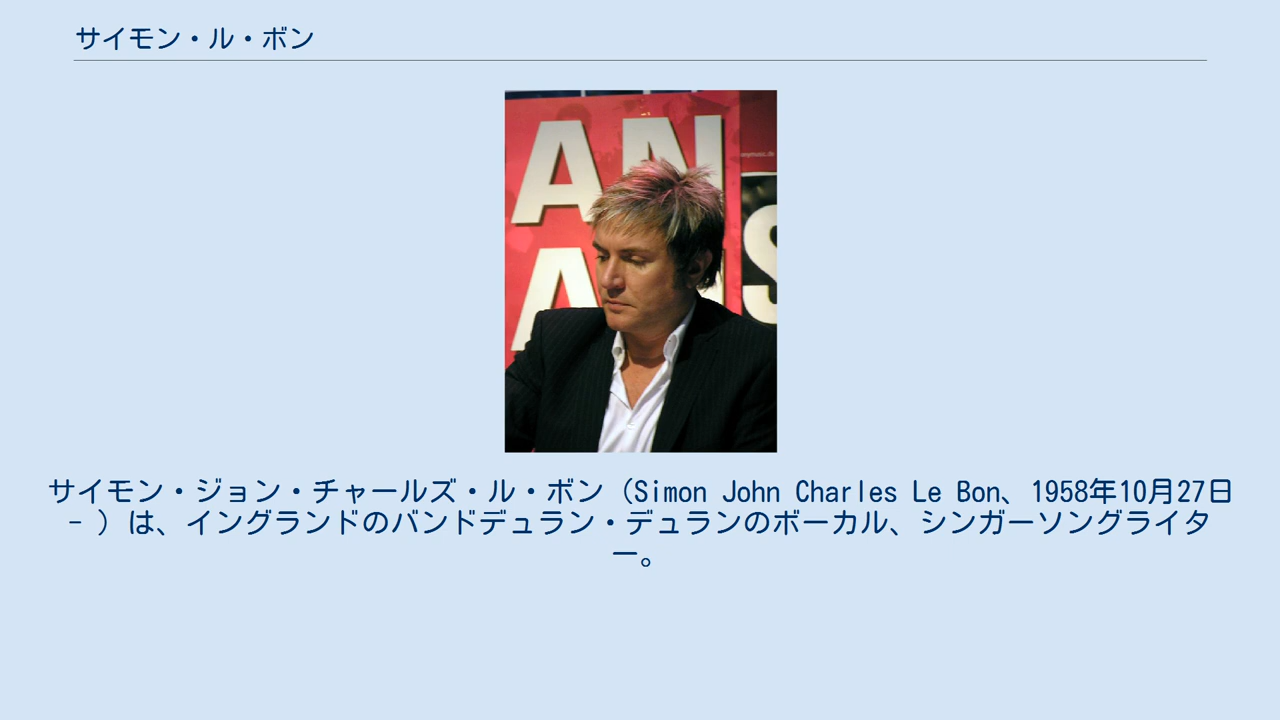 サイモン・ル・ボン
AN
A
S
サイモン・ジョン・チャールズ・ル・ボン（Simon John Charles Le Bon、1958年10月27日
- ）は、イングランドのバンドデュラン・デュランのボーカル、シンガーソングライタ
ー。